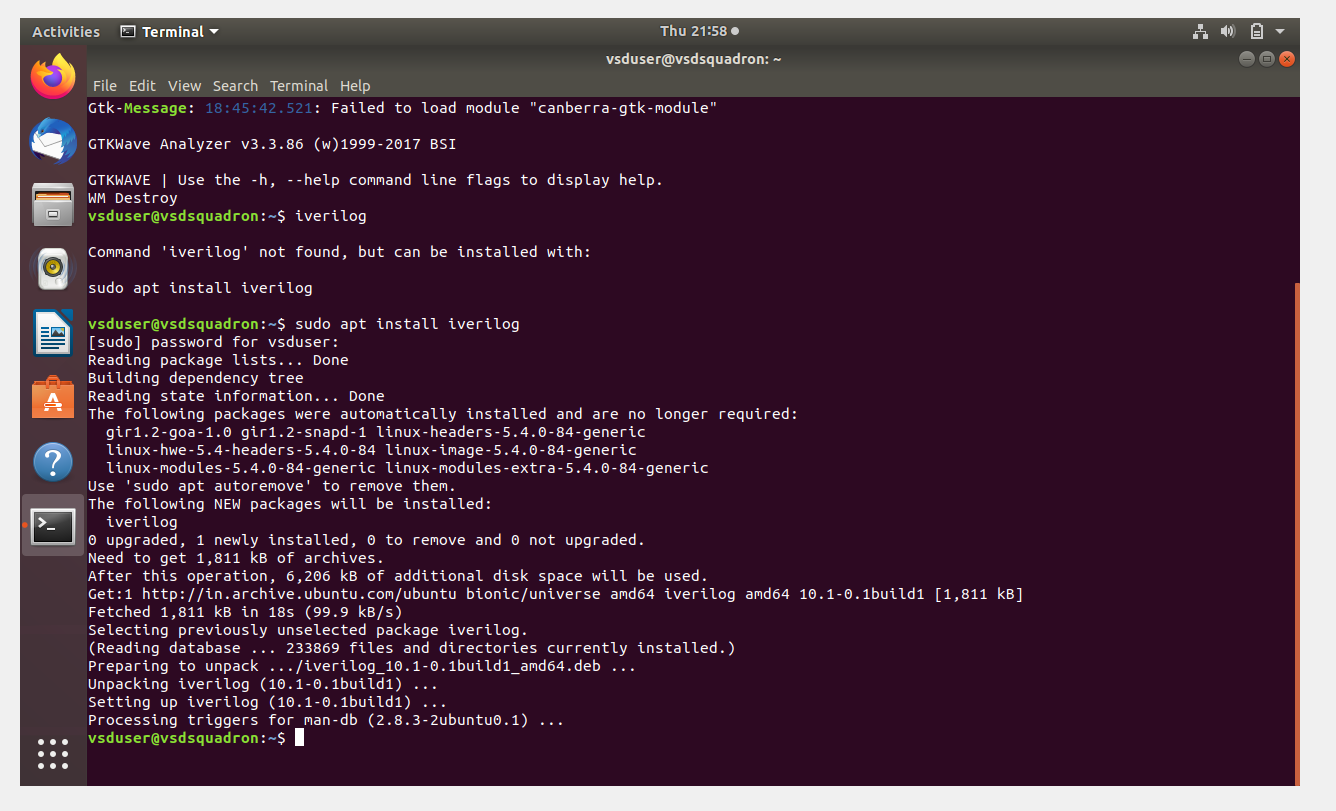 Activities Terminal Thu 21:58
vsduser@vsdsquadron: ~
File Edit View Search Terminal Help
Gtk-Message: 18:45:42.521: Failed to load module "canberra-gtk-module"
GTKWave Analyzer v3.3.86 (w)1999-2017 BSI
GTKWAVE | Use the -h, --help command line flags to display help.
WM Destroy
vsduser@vsdsquadron:~$ iverilog
Command 'iverilog' not found, but can be installed with:
sudo apt install iverilog
vsduser@vsdsquadron:~$ sudo apt install iverilog
[sudo] password for vsduser:
Reading package lists... Done
Building dependency tree
Reading state information... Done
The following packages were automatically installed and are no longer required:
  gir1.2-goa-1.0 gir1.2-snapd-1 linux-headers-5.4.0-84-generic
  linux-hwe-5.4-headers-5.4.0-84 linux-image-5.4.0-84-generic
  linux-modules-5.4.0-84-generic linux-modules-extra-5.4.0-84-generic
Use 'sudo apt autoremove' to remove them.
The following NEW packages will be installed:
  iverilog
0 upgraded, 1 newly installed, 0 to remove and 0 not upgraded.
Need to get 1,811 kB of archives.
After this operation, 6,206 kB of additional disk space will be used.
Get:1 http://in.archive.ubuntu.com/ubuntu bionic/universe amd64 iverilog amd64 10.1-0.1build1 [1,811 kB]
Fetched 1,811 kB in 18s (99.9 kB/s)
Selecting previously unselected package iverilog.
(Reading database ... 233869 files and directories currently installed.)
Preparing to unpack .../iverilog_10.1-0.1build1_amd64.deb ...
Unpacking iverilog (10.1-0.1build1) ...
Setting up iverilog (10.1-0.1build1) ...
Processing triggers for man-db (2.8.3-2ubuntu0.1) ...
vsduser@vsdsquadron:~$